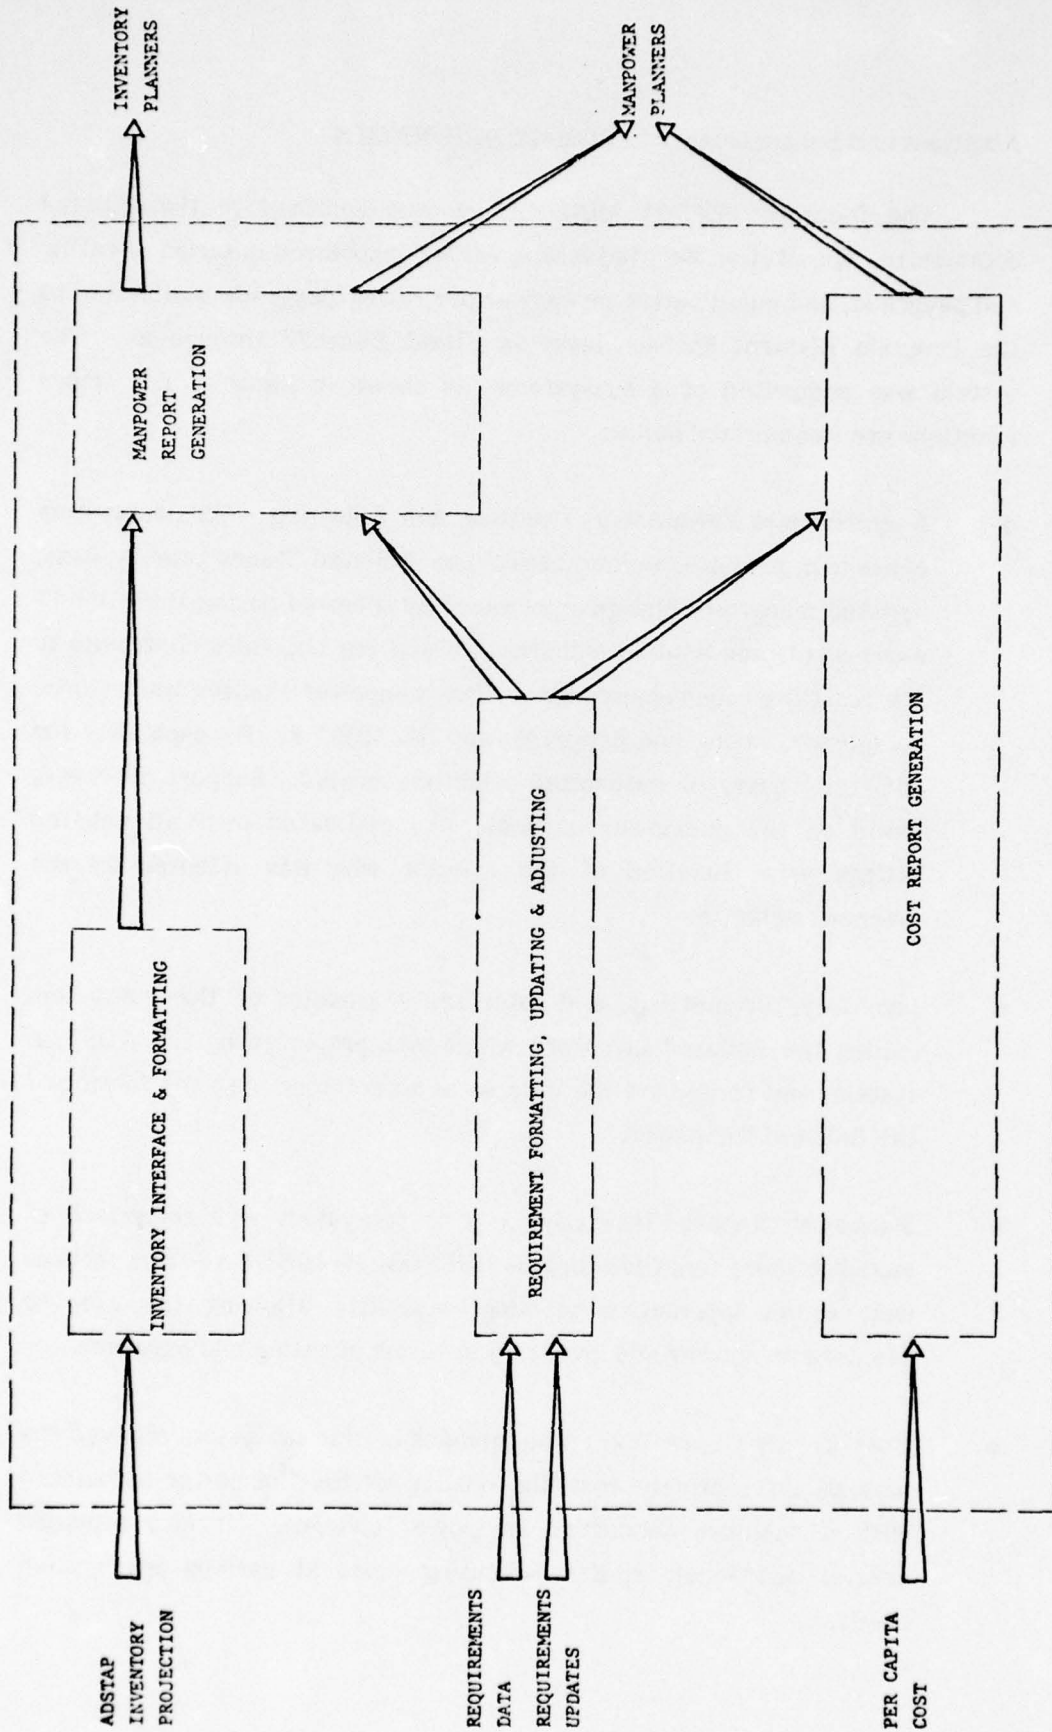 ADSTAP
INVENTORY
PROJECTION
REQUIREMENTS
DATA
REQUIREMENTS
UPDATES
PER CAPITA
COST
INVENTORY INTERFACE & FORMATTING
REQUIREMENT FORMATTING, UPDATING & ADJUSTING
COST REPORT GENERATION
MANPOWER
REPORT
GENERATION
INVENTORY
PLANNERS
MANPOWER
PLANNERS